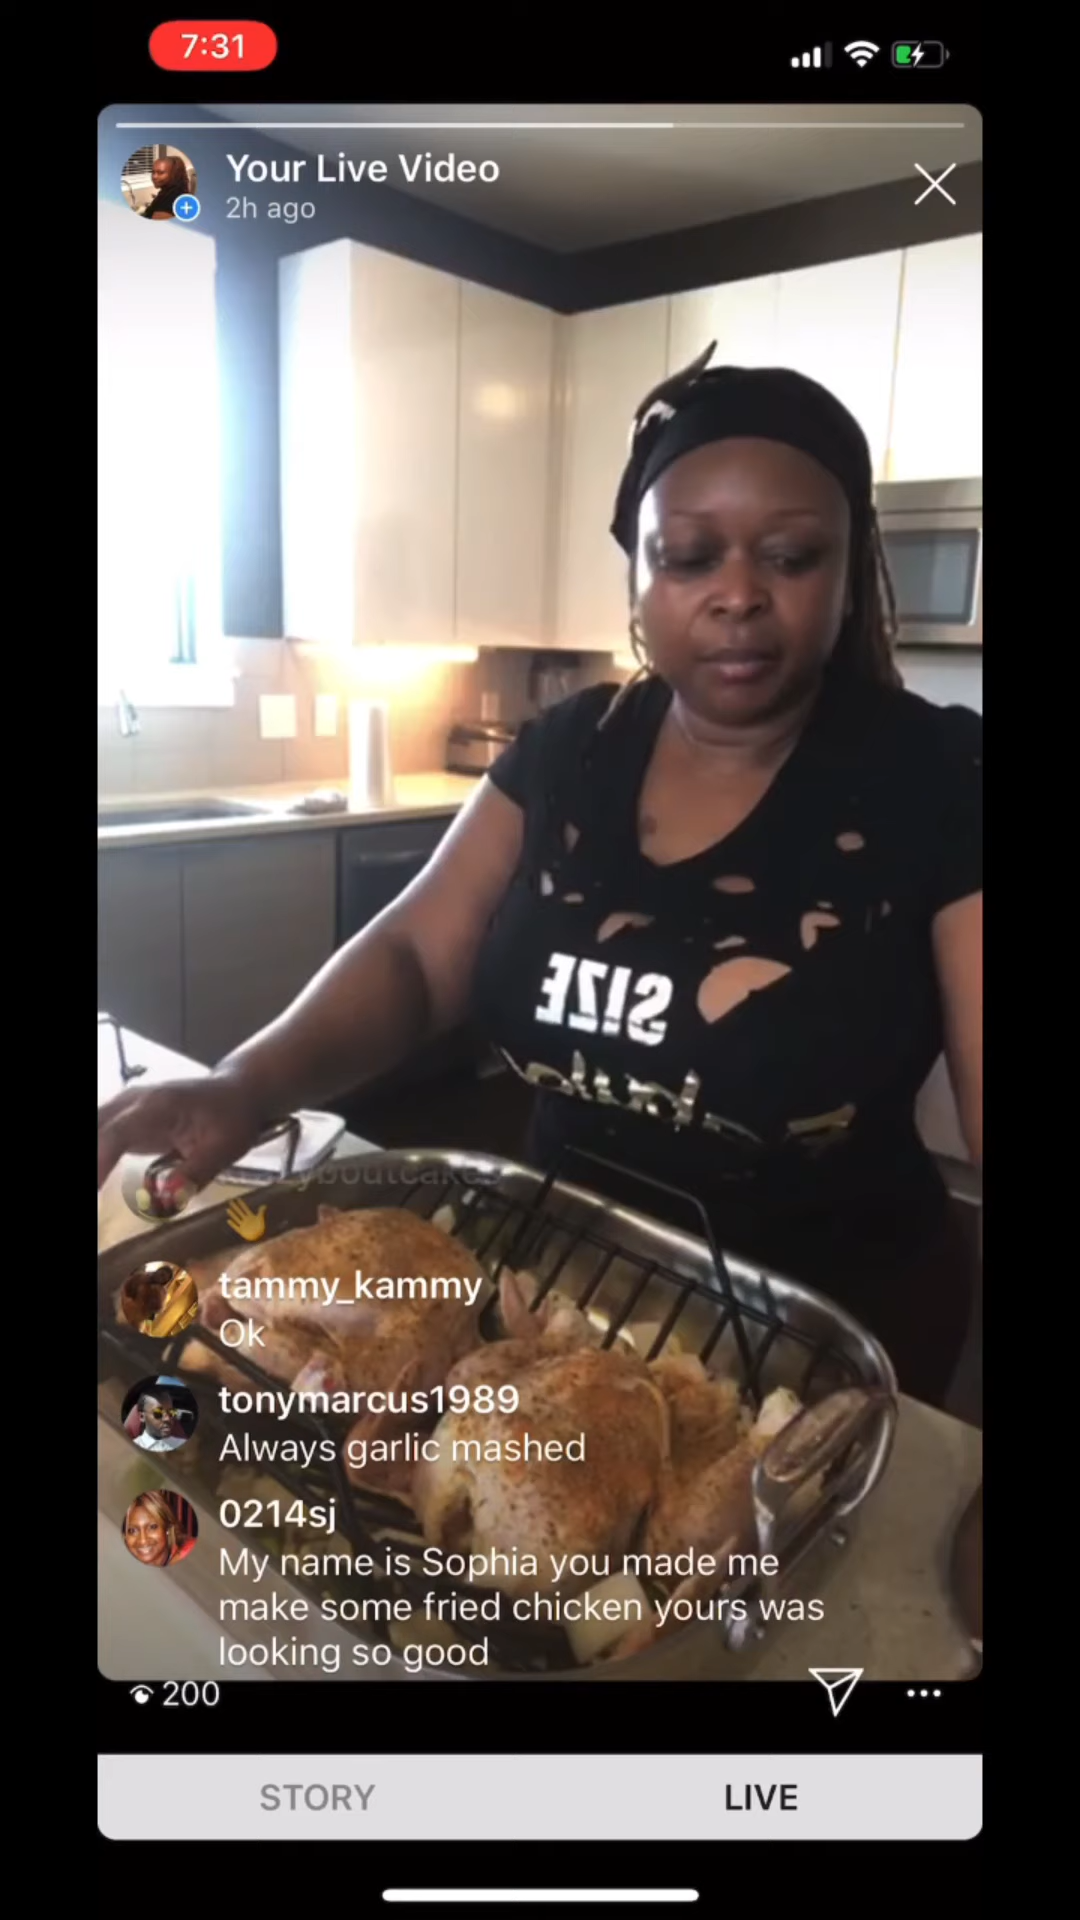 7:31
Your Live Video
2h ago
SIZE
tammy_kammy
Ok
tonymarcus1989
Always garlic mashed
0214sj
My name is Sophia you made me
make some fried chicken yours was
looking so good
200
STORY
LIVE